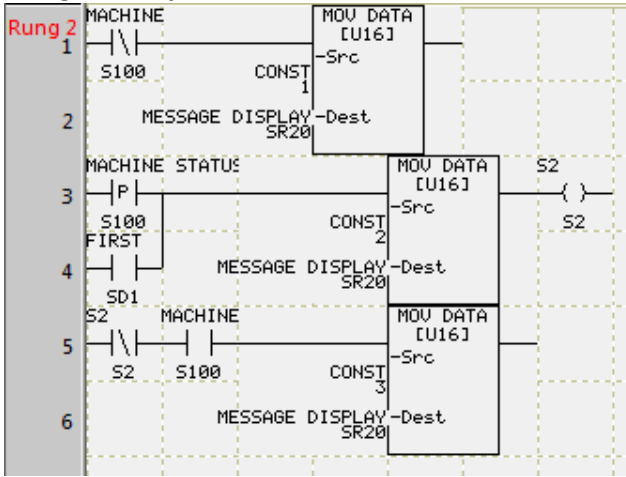 Rung 2
MACHINE
MOV DATA
[U16]
1
-Src
S100
CONST
1
2
MESSAGE DISPLAY
-Dest
SR20
MACHINE STATUS
MOV DATA
S2
[U16]
3
P
-Src
S100
CONST
S2
2
FIRST
4
MESSAGE DISPLAY
-Dest
SR20
SD1
S2
MACHINE
MOV DATA
[U16]
5
-Src
S2
S100
CONST
3
6
MESSAGE DISPLAY
-Dest
SR20